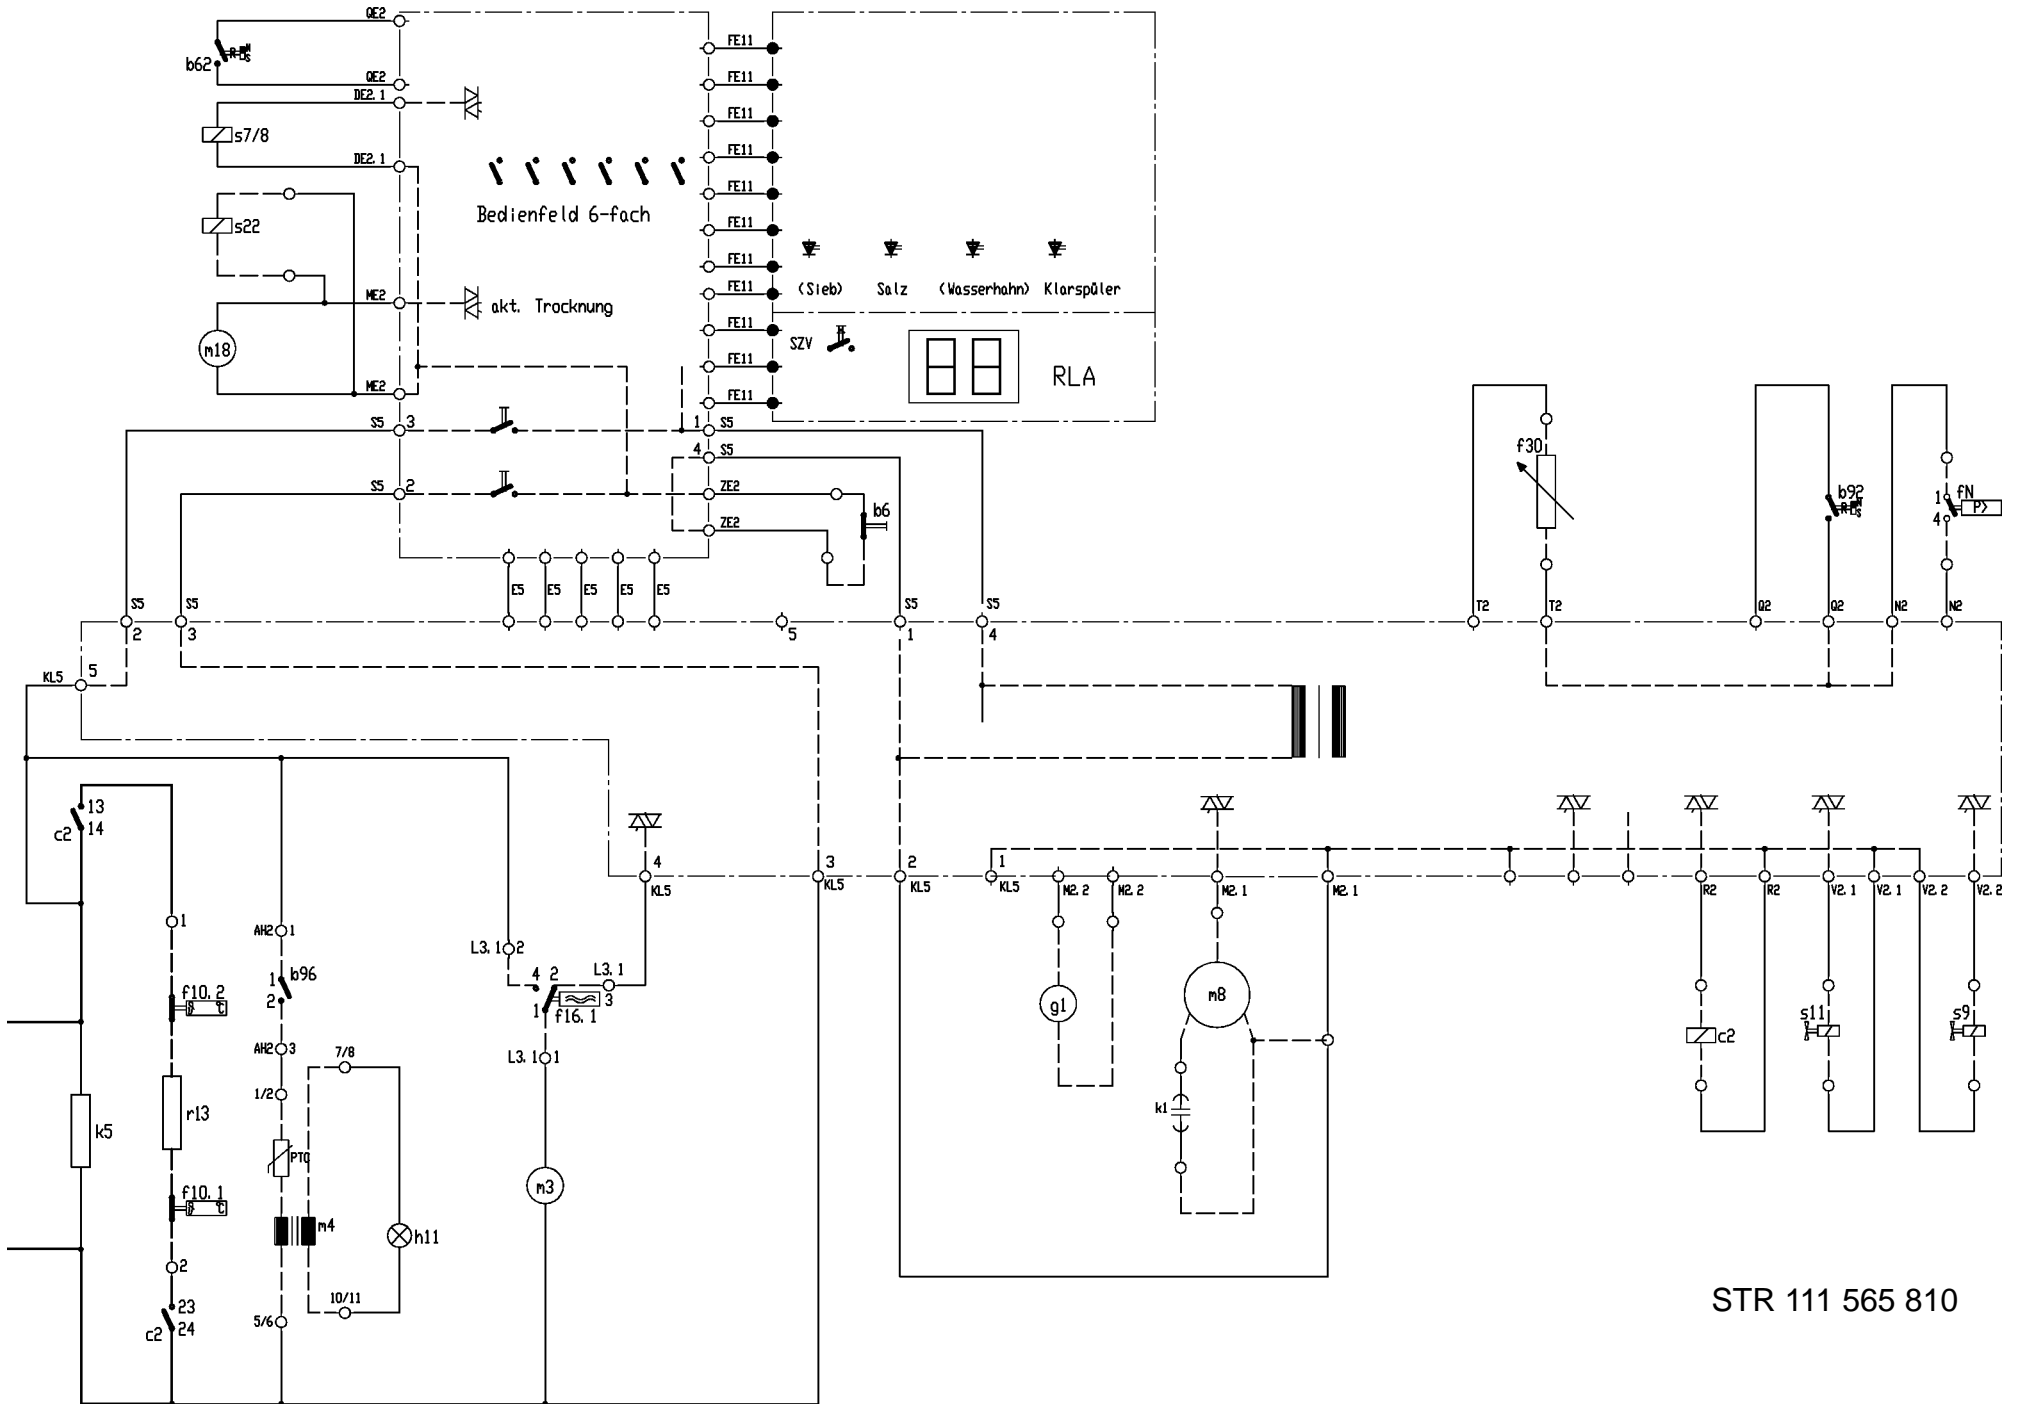 QE2
b62
QE2
DE2.1
s7/8
DE2.1
s22
ME2
akt. Trocknung
m18
ME2
Bedienfeld 6-fach
FE11
FE11
FE11
FE11
FE11
FE11
FE11
FE11
FE11
FE11
FE11
(Sieb) Salz (Wasserhahn) Klarspüler
SZV
RLA
S5 3
1 S5
4 S5
S5 2
ZE2
ZE2
b6
f30
b92
1 fN
4 P>
E5 E5 E5 E5 E5
S5 S5 S5 S5
2 3 5 1 4
T2 T2 Q2 Q2 N2 N2
KL5 5
13
c2 14
4
KL5
3
KL5
2
KL5
1
KL5
M2.2 M2.2 M2.1 M2.1 R2 R2 V2.1 V2.1 V2.2 V2.2
1
AH2 1
L3.1 2
1 b96
2
4 2 L3.1
3
1 f16.1
f10.2
°C
AH2 3
7/8
L3.1 1
g1
m8
c2
s11
s9
1/2
k1
k5
r13
PTC
m3
f10.1
°C
m4
h11
2
10/11
5/6
23
c2 24
STR 111 565 810